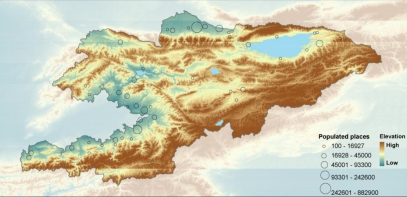 Populated places
100 - 16927
16928 - 45000
45001 - 93300
93301 - 242600
242601 - 882900
Elevation
High
Low